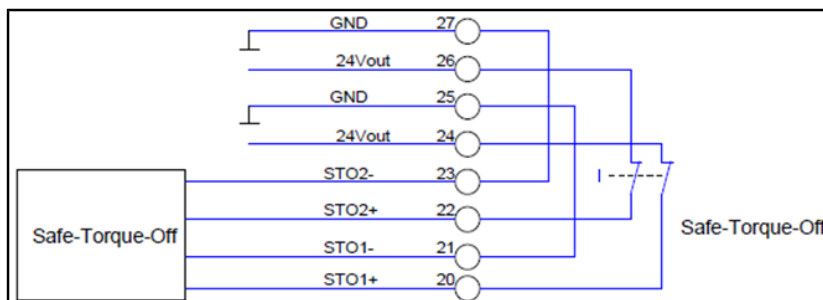 GND 27
24Vout 26
GND 25
24Vout 24
STO2- 23
STO2+ 22
STO1- 21
STO1+ 20
Safe-Torque-Off
I
Safe-Torque-Off